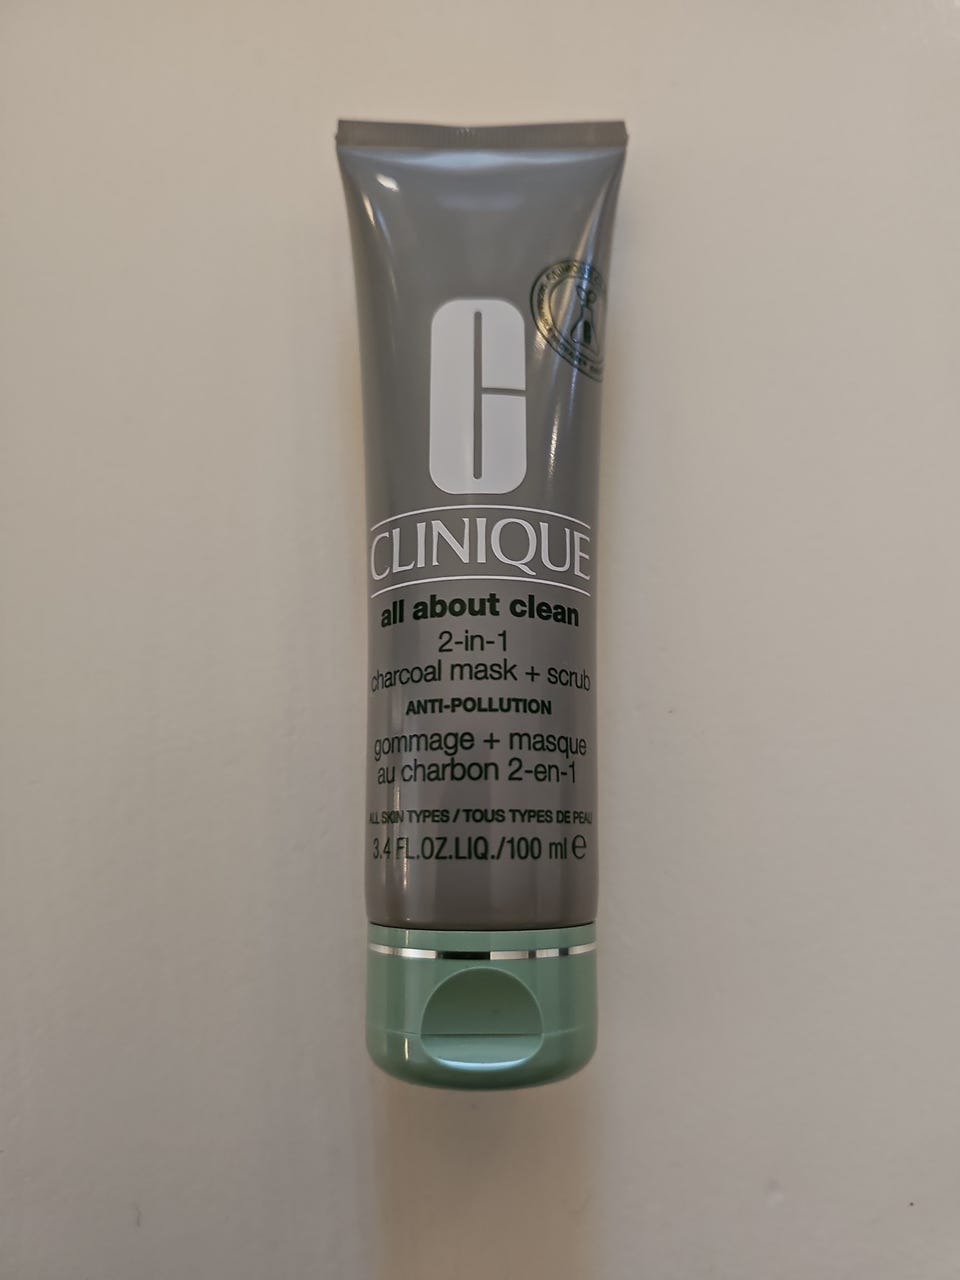 C
CLINIQUE
all about clean
2-in-1
charcoal mask + scrub
ANTI-POLLUTION
gommage + masque
au charbon 2-en-1
ALL SKIN TYPES / TOUS TYPES DE PEAU
3.4 FL.OZ.LIQ./100 ml ℮